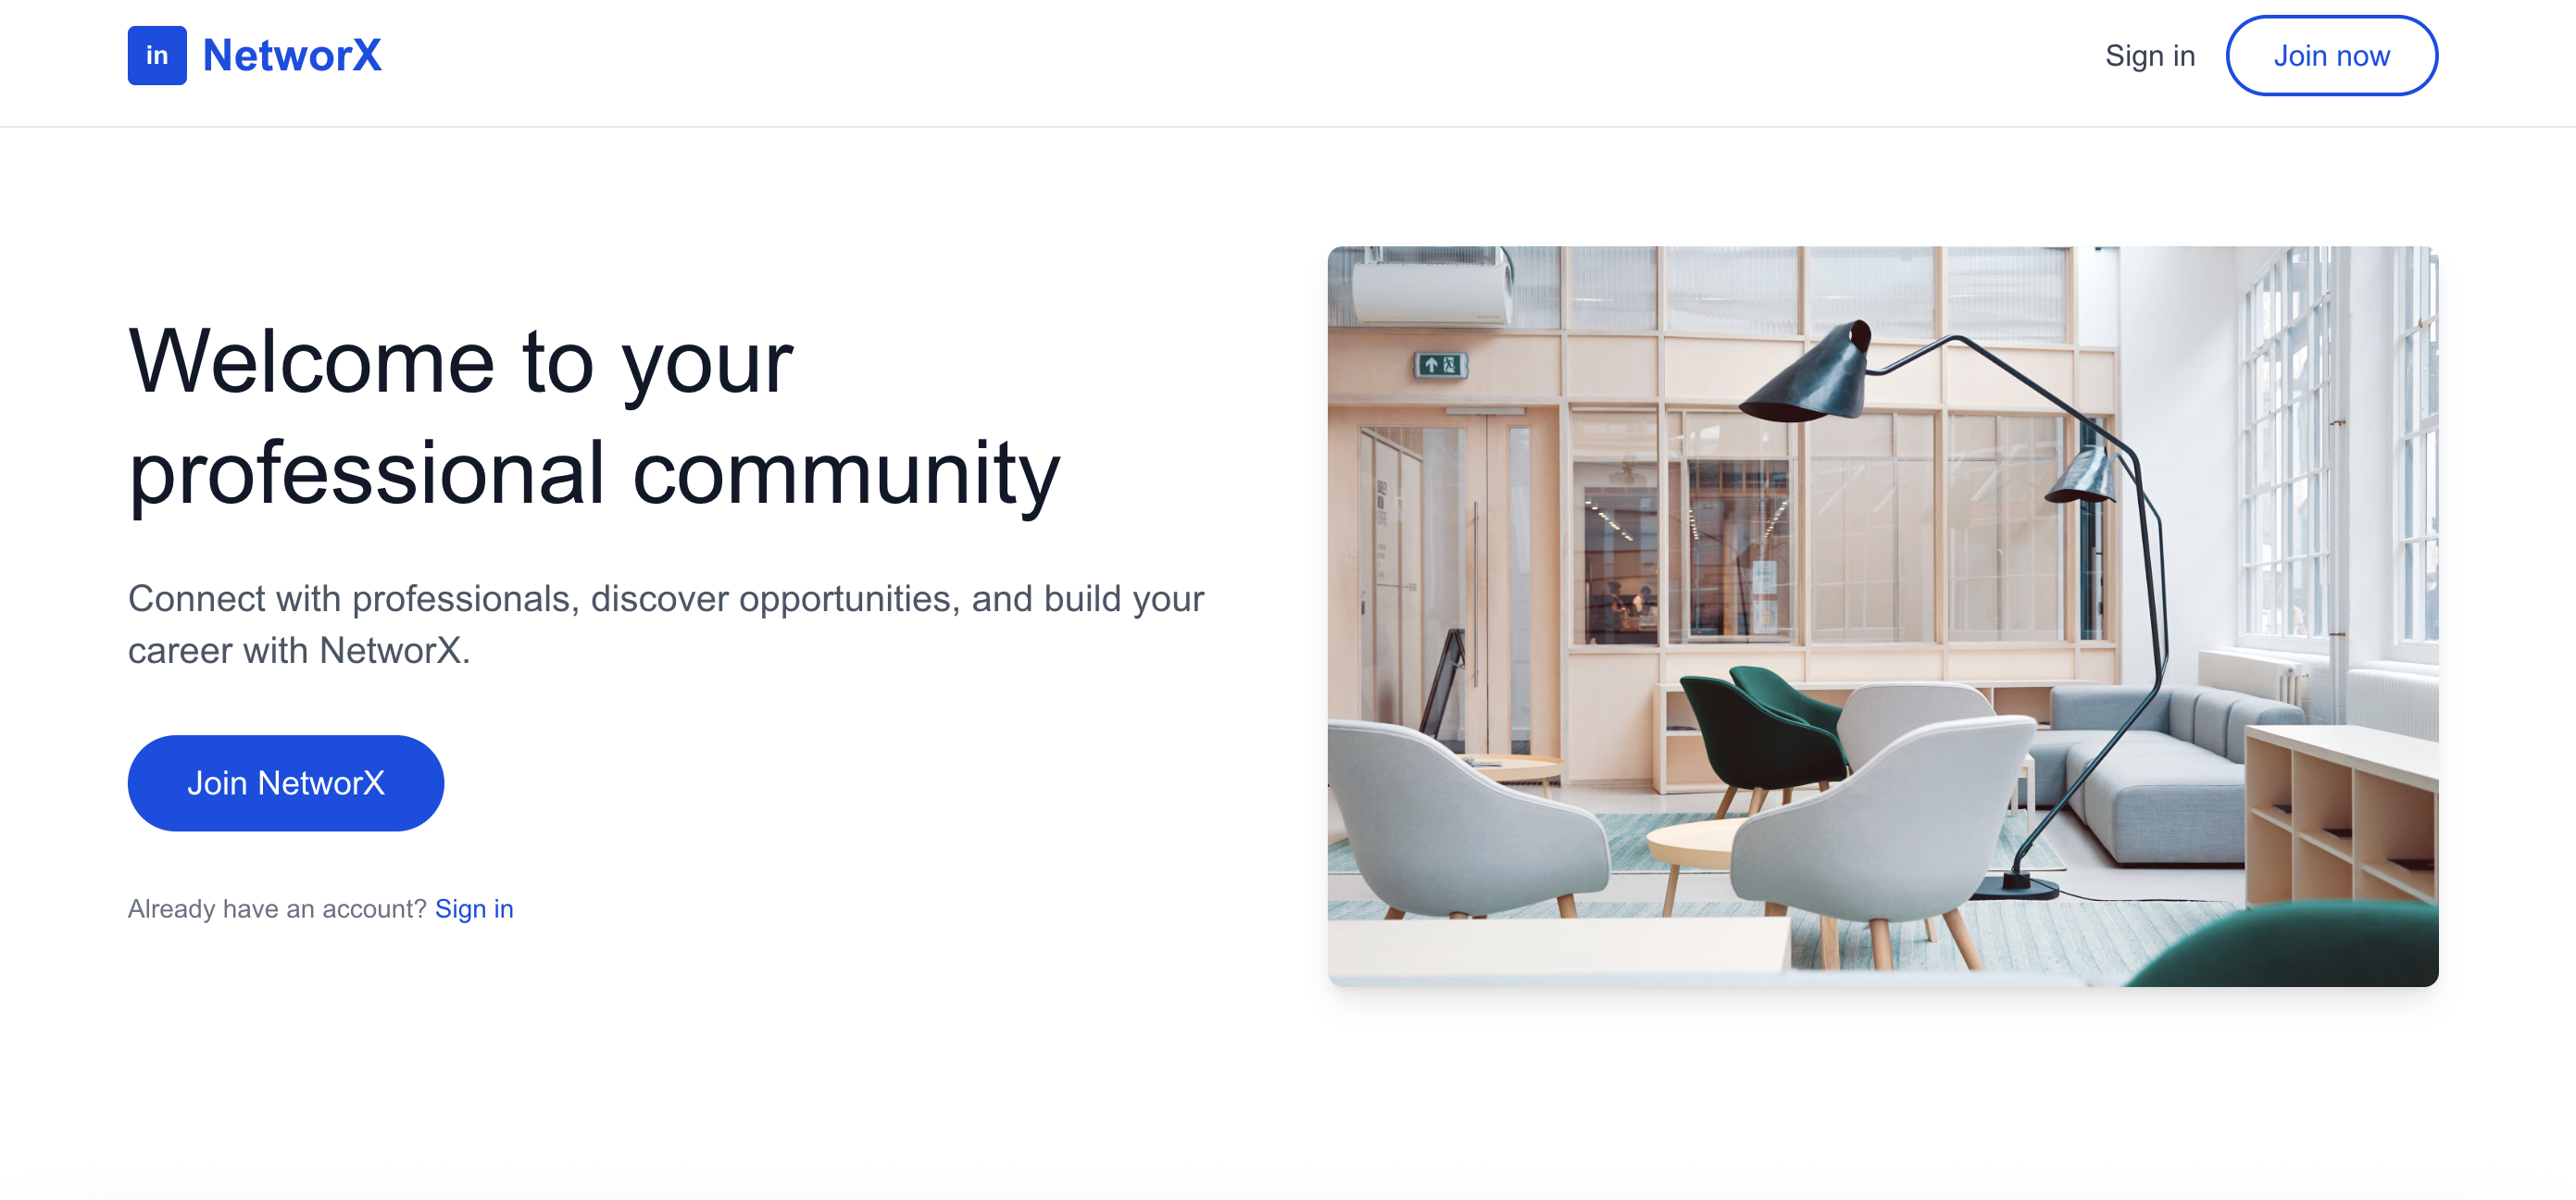 in NetworX
Sign in
Join now
Welcome to your
professional community
Connect with professionals, discover opportunities, and build your
career with NetworX.
Join NetworX
Already have an account? Sign in